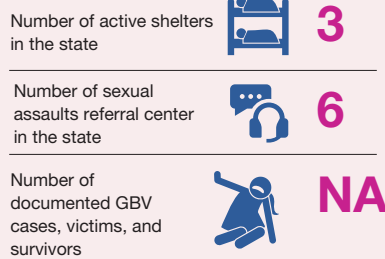 Number of active shelters
in the state
3
Number of sexual
assaults referral center
in the state
6
Number of
documented GBV
cases, victims, and
survivors
NA